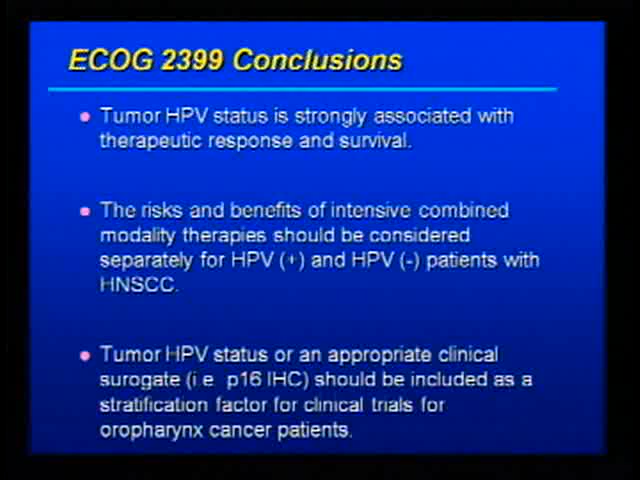 ECOG 2399 Conclusions
Tumor HPV status is strongly associated with
therapeutic response and survival.
The risks and benefits of intensive combined
modality therapies should be considered
separately for HPV (+) and HPV (-) patients with
HNSCC.
Tumor HPV status or an appropriate clinical
surogate (i.e p16 IHC) should be included as a
stratification factor for clinical trials for
oropharynx cancer patients.